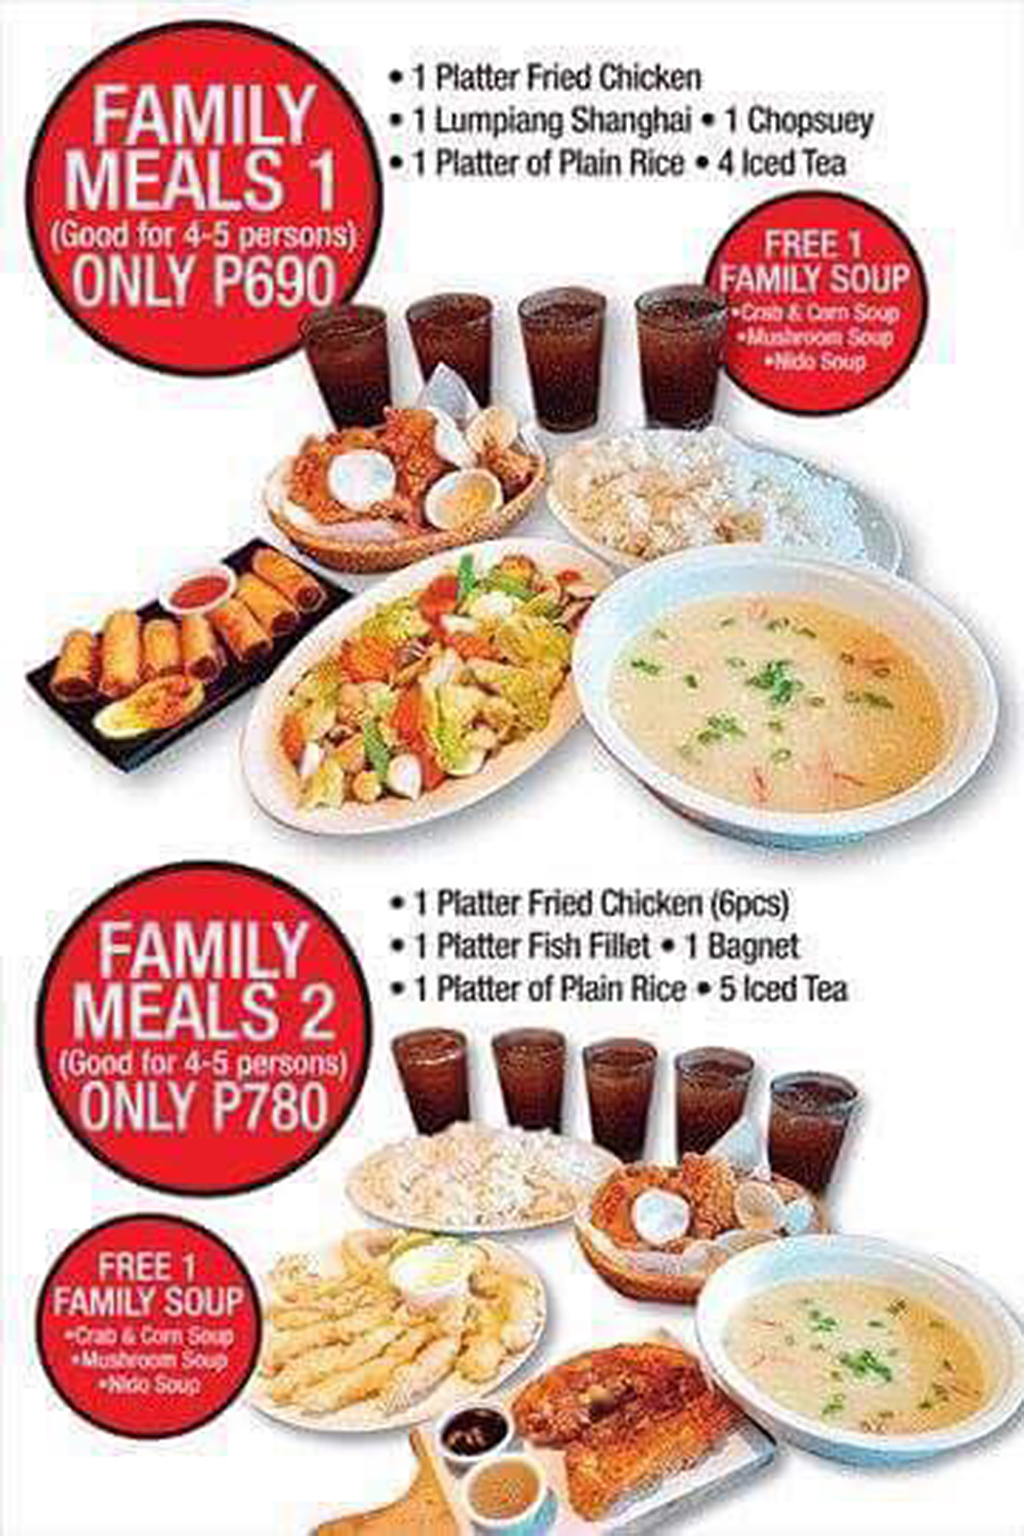 FAMILY
MEALS 1
(Good for 4-5 persons)
ONLY P690
• 1 Platter Fried Chicken
• 1 Lumpiang Shanghai • 1 Chopsuey
• 1 Platter of Plain Rice • 4 Iced Tea
FREE 1
FAMILY SOUP
•Crab & Corn Soup
•Mushroom Soup
•Nido Soup
FAMILY
MEALS 2
(Good for 4-5 persons)
ONLY P780
• 1 Platter Fried Chicken (6pcs)
• 1 Platter Fish Fillet • 1 Bagnet
• 1 Platter of Plain Rice • 5 Iced Tea
FREE 1
FAMILY SOUP
•Crab & Corn Soup
•Mushroom Soup
•Nido Soup